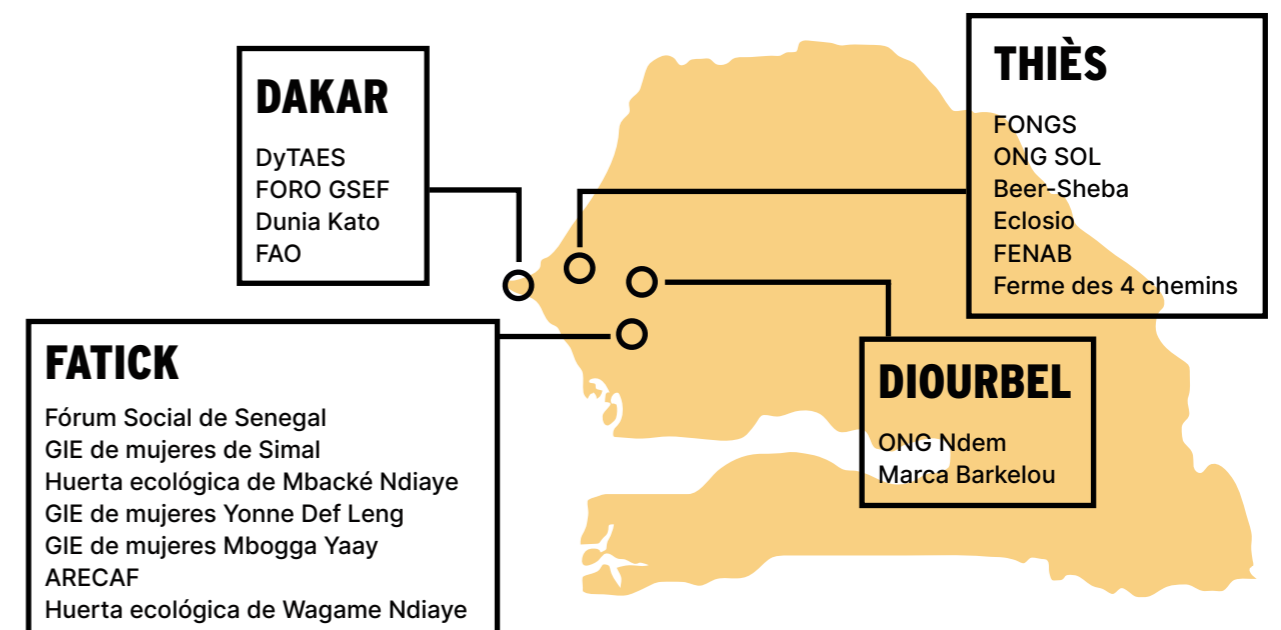 DAKAR
DyTAES
FORO GSEF
Dunia Kato
FAO
THIÈS
FONGS
ONG SOL
Beer-Sheba
Eclosio
FENAB
Ferme des 4 chemins
FATICK
Fórum Social de Senegal
GIE de mujeres de Simal
Huerta ecológica de Mbacké Ndiaye
GIE de mujeres Yonne Def Leng
GIE de mujeres Mbogga Yaay
ARECAF
Huerta ecológica de Wagame Ndiaye
DIOURBEL
ONG Ndem
Marca Barkelou